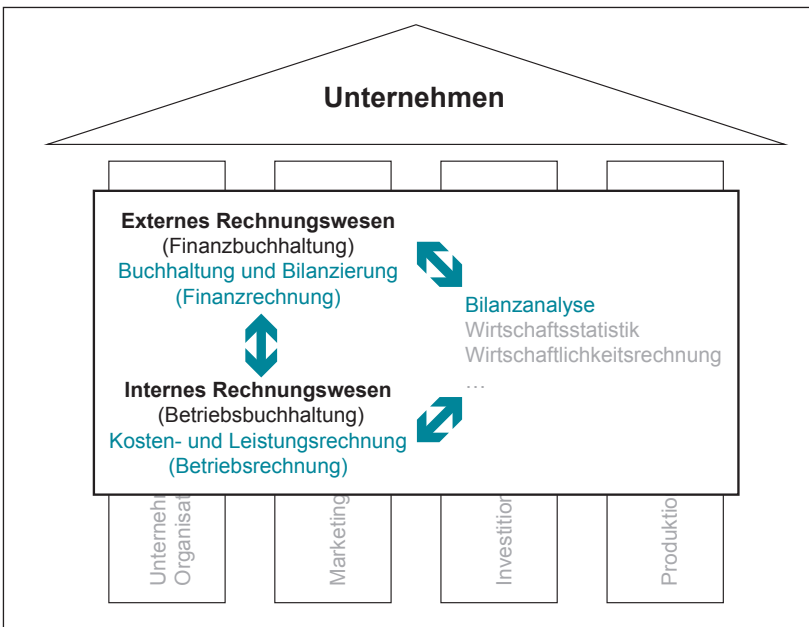 Unternehmen
Externes Rechnungswesen
(Finanzbuchhaltung)
Buchhaltung und Bilanzierung
(Finanzrechnung)
Bilanzanalyse
Wirtschaftsstatistik
Wirtschaftlichkeitsrechnung
...
Internes Rechnungswesen
(Betriebsbuchhaltung)
Kosten- und Leistungsrechnung
(Betriebsrechnung)
Marketing
Investition